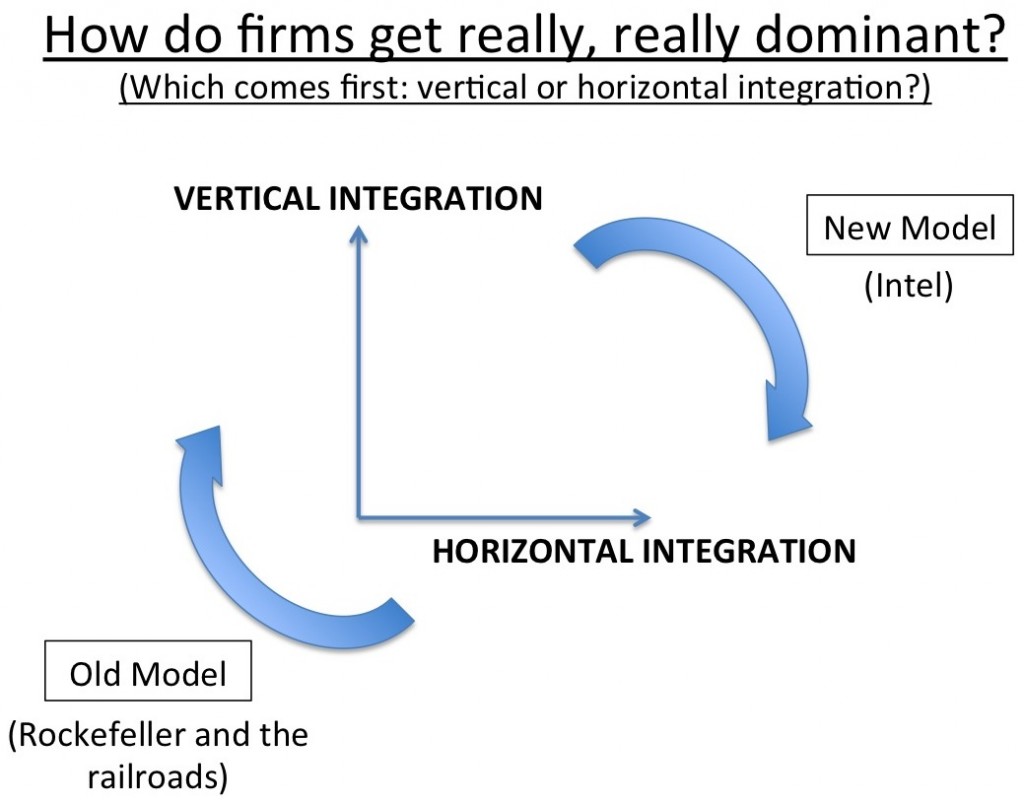 How do firms get really, really dominant?
(Which comes first: vertical or horizontal integration?)
VERTICAL INTEGRATION
New Model
(Intel)
HORIZONTAL INTEGRATION
Old Model
(Rockefeller and the
railroads)